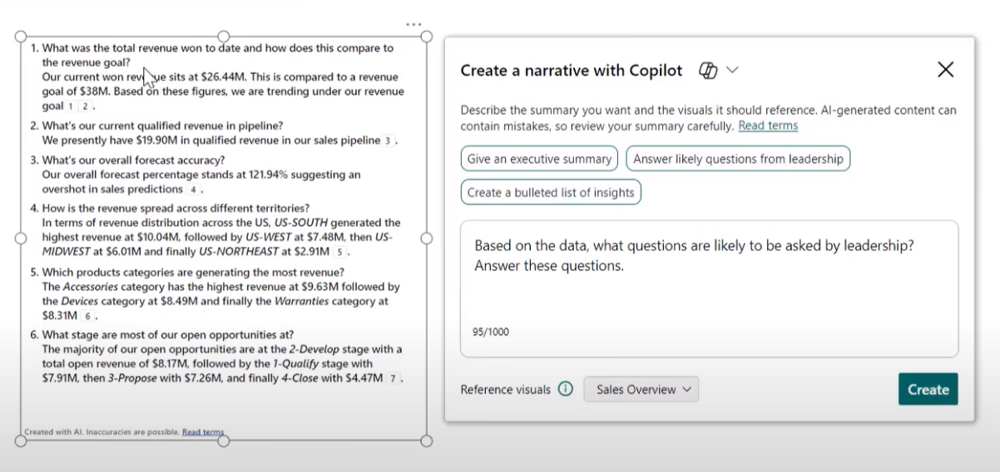 1. What was the total revenue won to date and how does this compare to
the revenue goal?
Our current won revenue sits at $26.44M. This is compared to a revenue
goal of $38M. Based on these figures, we are trending under our revenue
goal 1 2 .
2. What's our current qualified revenue in pipeline?
We presently have $19.90M in qualified revenue in our sales pipeline 3 .
3. What's our overall forecast accuracy?
Our overall forecast percentage stands at 121.94% suggesting an
overshot in sales predictions 4 .
4. How is the revenue spread across different territories?
In terms of revenue distribution across the US, US-SOUTH generated the
highest revenue at $10.04M, followed by US-WEST at $7.48M, then US-
MIDWEST at $6.01M and finally US-NORTHEAST at $2.91M 5 .
5. Which products categories are generating the most revenue?
The Accessories category has the highest revenue at $9.63M followed by
the Devices category at $8.49M and finally the Warranties category at
$8.31M 6 .
6. What stage are most of our open opportunities at?
The majority of our open opportunities are at the 2-Develop stage with a
total open revenue of $8.17M, followed by the 1-Qualify stage with
$7.91M, then 3-Propose with $7.26M, and finally 4-Close with $4.47M 7 .
Created with AI. Inaccuracies are possible. Read terms
Create a narrative with Copilot
Describe the summary you want and the visuals it should reference. AI-generated content can
contain mistakes, so review your summary carefully. Read terms
Give an executive summary
Answer likely questions from leadership
Create a bulleted list of insights
Based on the data, what questions are likely to be asked by leadership?
Answer these questions.
95/1000
Reference visuals
Sales Overview
Create